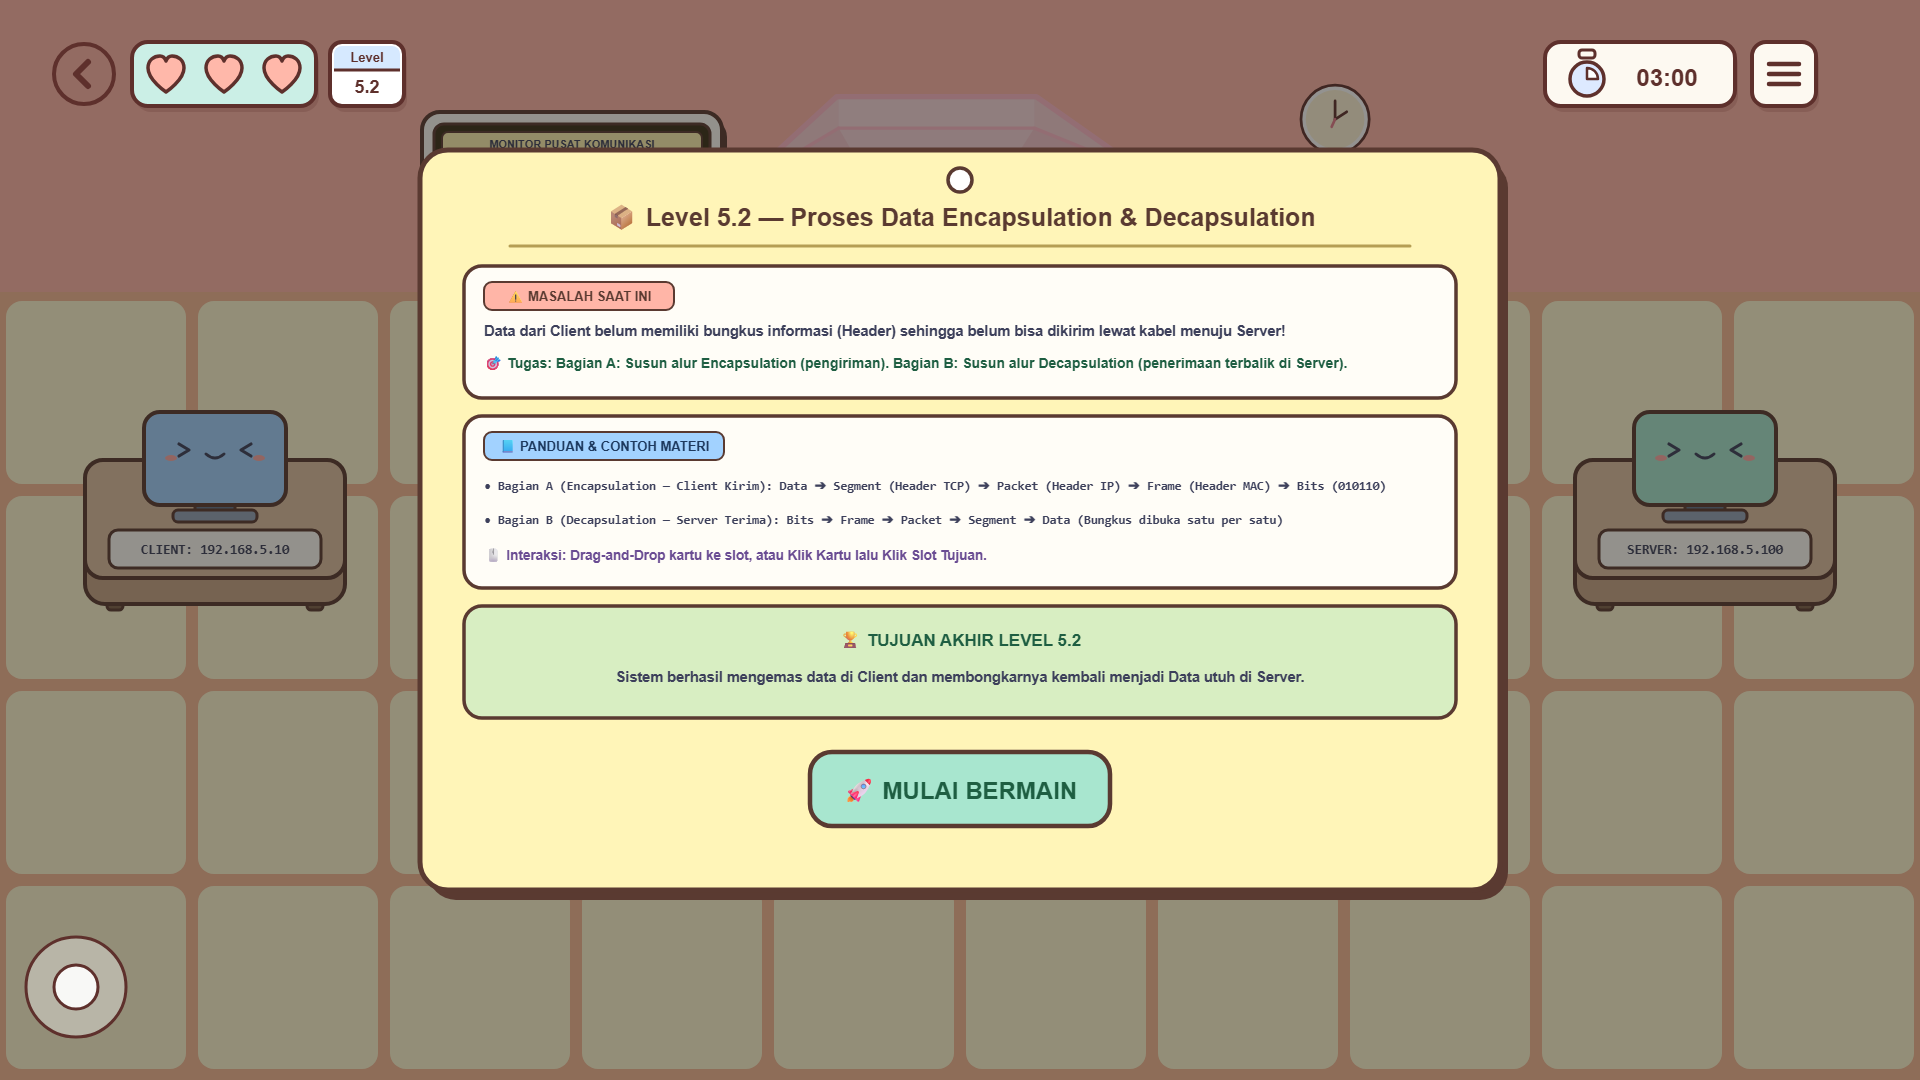 Level
5.2
03:00
MONITOR PUSAT KOMUNIKASI
Level 5.2 — Proses Data Encapsulation & Decapsulation
MASALAH SAAT INI
Data dari Client belum memiliki bungkus informasi (Header) sehingga belum bisa dikirim lewat kabel menuju Server!
Tugas: Bagian A: Susun alur Encapsulation (pengiriman). Bagian B: Susun alur Decapsulation (penerimaan terbalik di Server).
PANDUAN & CONTOH MATERI
• Bagian A (Encapsulation — Client Kirim): Data ➔ Segment (Header TCP) ➔ Packet (Header IP) ➔ Frame (Header MAC) ➔ Bits (010110)
• Bagian B (Decapsulation — Server Terima): Bits ➔ Frame ➔ Packet ➔ Segment ➔ Data (Bungkus dibuka satu per satu)
Interaksi: Drag-and-Drop kartu ke slot, atau Klik Kartu lalu Klik Slot Tujuan.
CLIENT: 192.168.5.10
SERVER: 192.168.5.100
TUJUAN AKHIR LEVEL 5.2
Sistem berhasil mengemas data di Client dan membongkarnya kembali menjadi Data utuh di Server.
MULAI BERMAIN